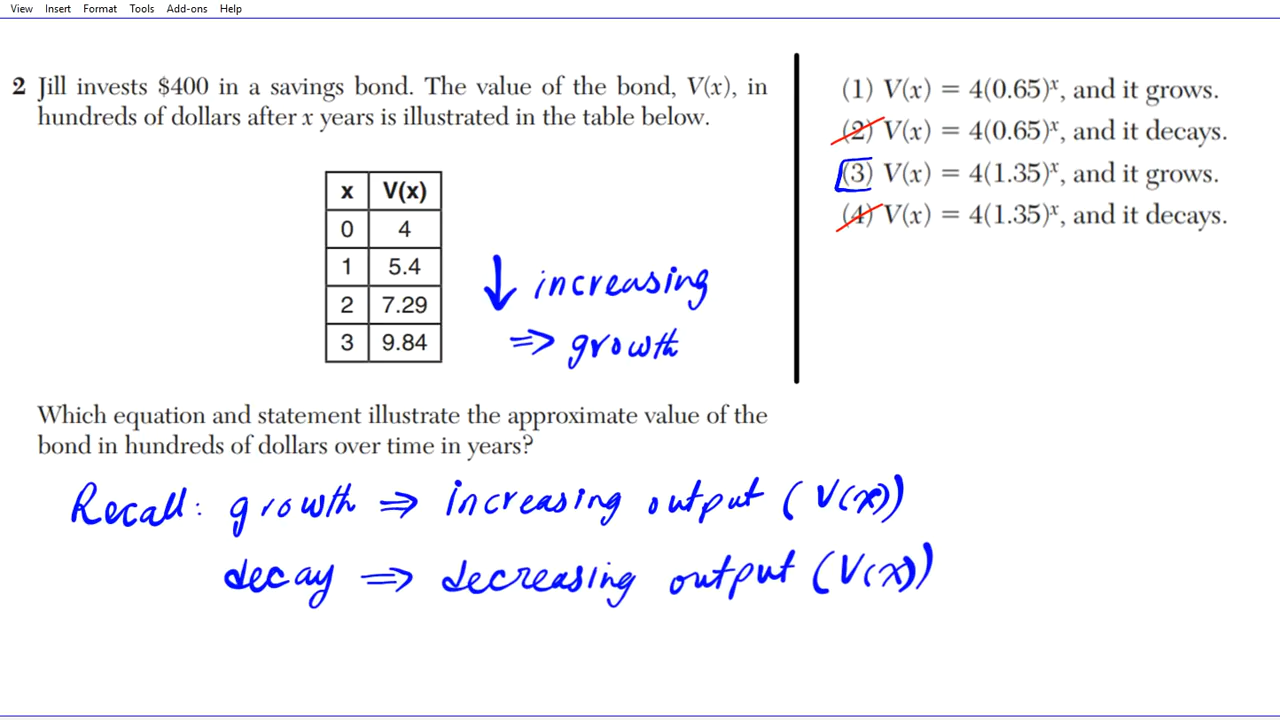 View Insert Format Tools Add-ons Help
2 Jill invests $400 in a savings bond. The value of the bond, V(x), in
hundreds of dollars after x years is illustrated in the table below.
x V(x)
0 4
1 5.4
2 7.29
3 9.84
↓ increasing
⇒ growth
Which equation and statement illustrate the approximate value of the
bond in hundreds of dollars over time in years?
(1) V(x) = 4(0.65)ˣ, and it grows.
(2) V(x) = 4(0.65)ˣ, and it decays.
(3) V(x) = 4(1.35)ˣ, and it grows.
(4) V(x) = 4(1.35)ˣ, and it decays.
Recall: growth ⇒ increasing output (V(x))
decay ⇒ decreasing output (V(x))